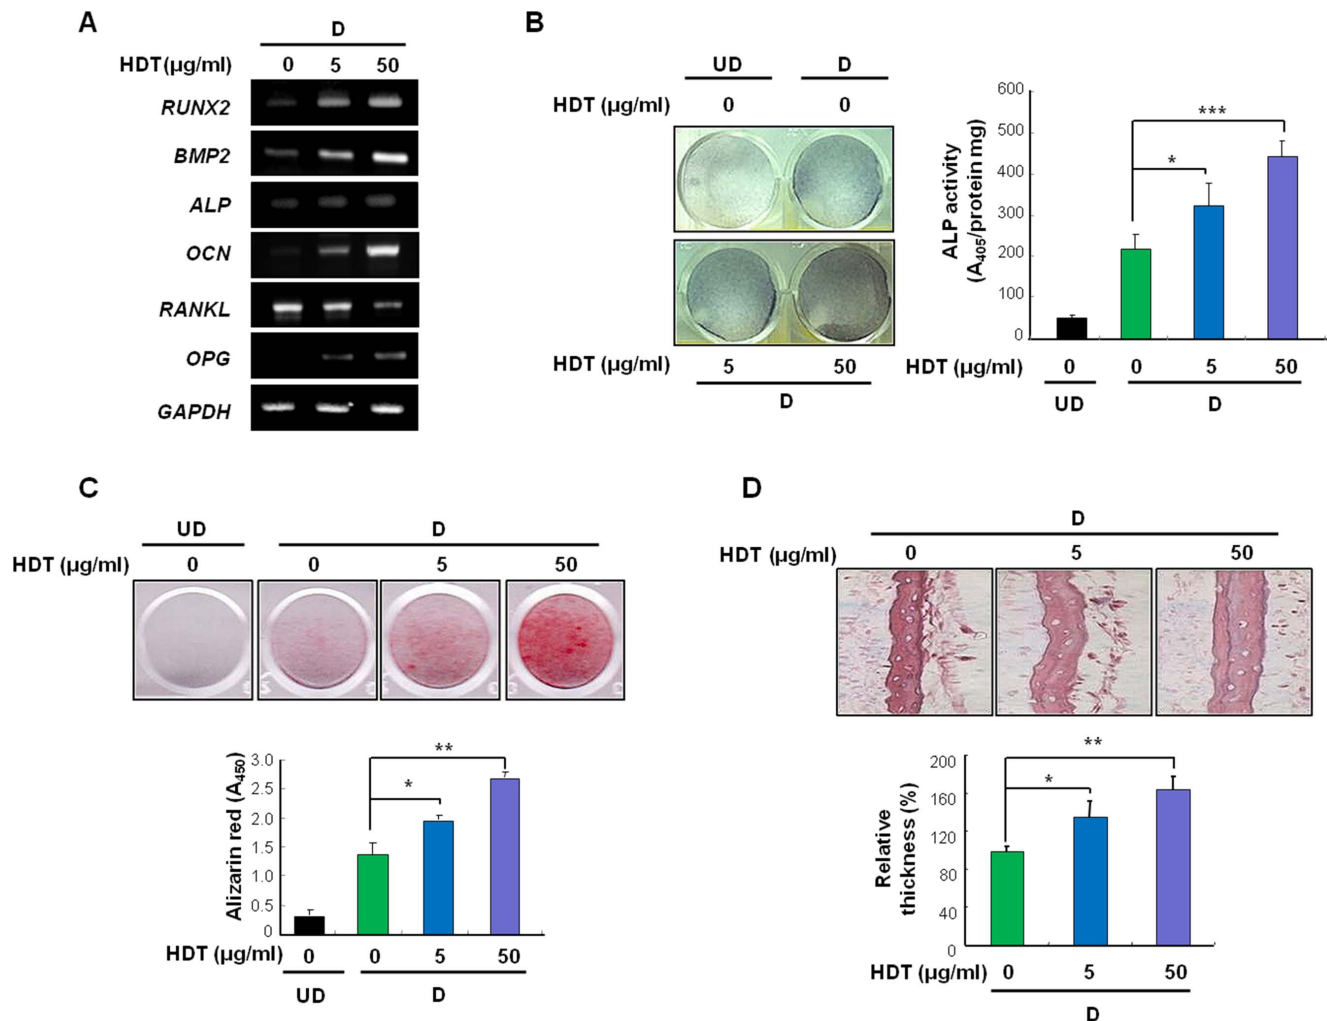 A
D
HDT(µg/ml) 0 5 50
RUNX2
BMP2
ALP
OCN
RANKL
OPG
GAPDH
B
UD D
HDT (µg/ml) 0 0
HDT (µg/ml) 5 50
D
ALP activity
(A405/protein mg)
600
500
400
300
200
100
0
*
***
HDT (µg/ml) 0 0 5 50
UD D
C
UD D
HDT (µg/ml) 0 0 5 50
Alizarin red (A450)
3.0
2.5
2.0
1.5
1.0
0.5
0
*
**
HDT (µg/ml) 0 0 5 50
UD D
D
D
HDT (µg/ml) 0 5 50
Relative
thickness (%)
200
160
120
80
40
0
*
**
HDT (µg/ml) 0 5 50
D